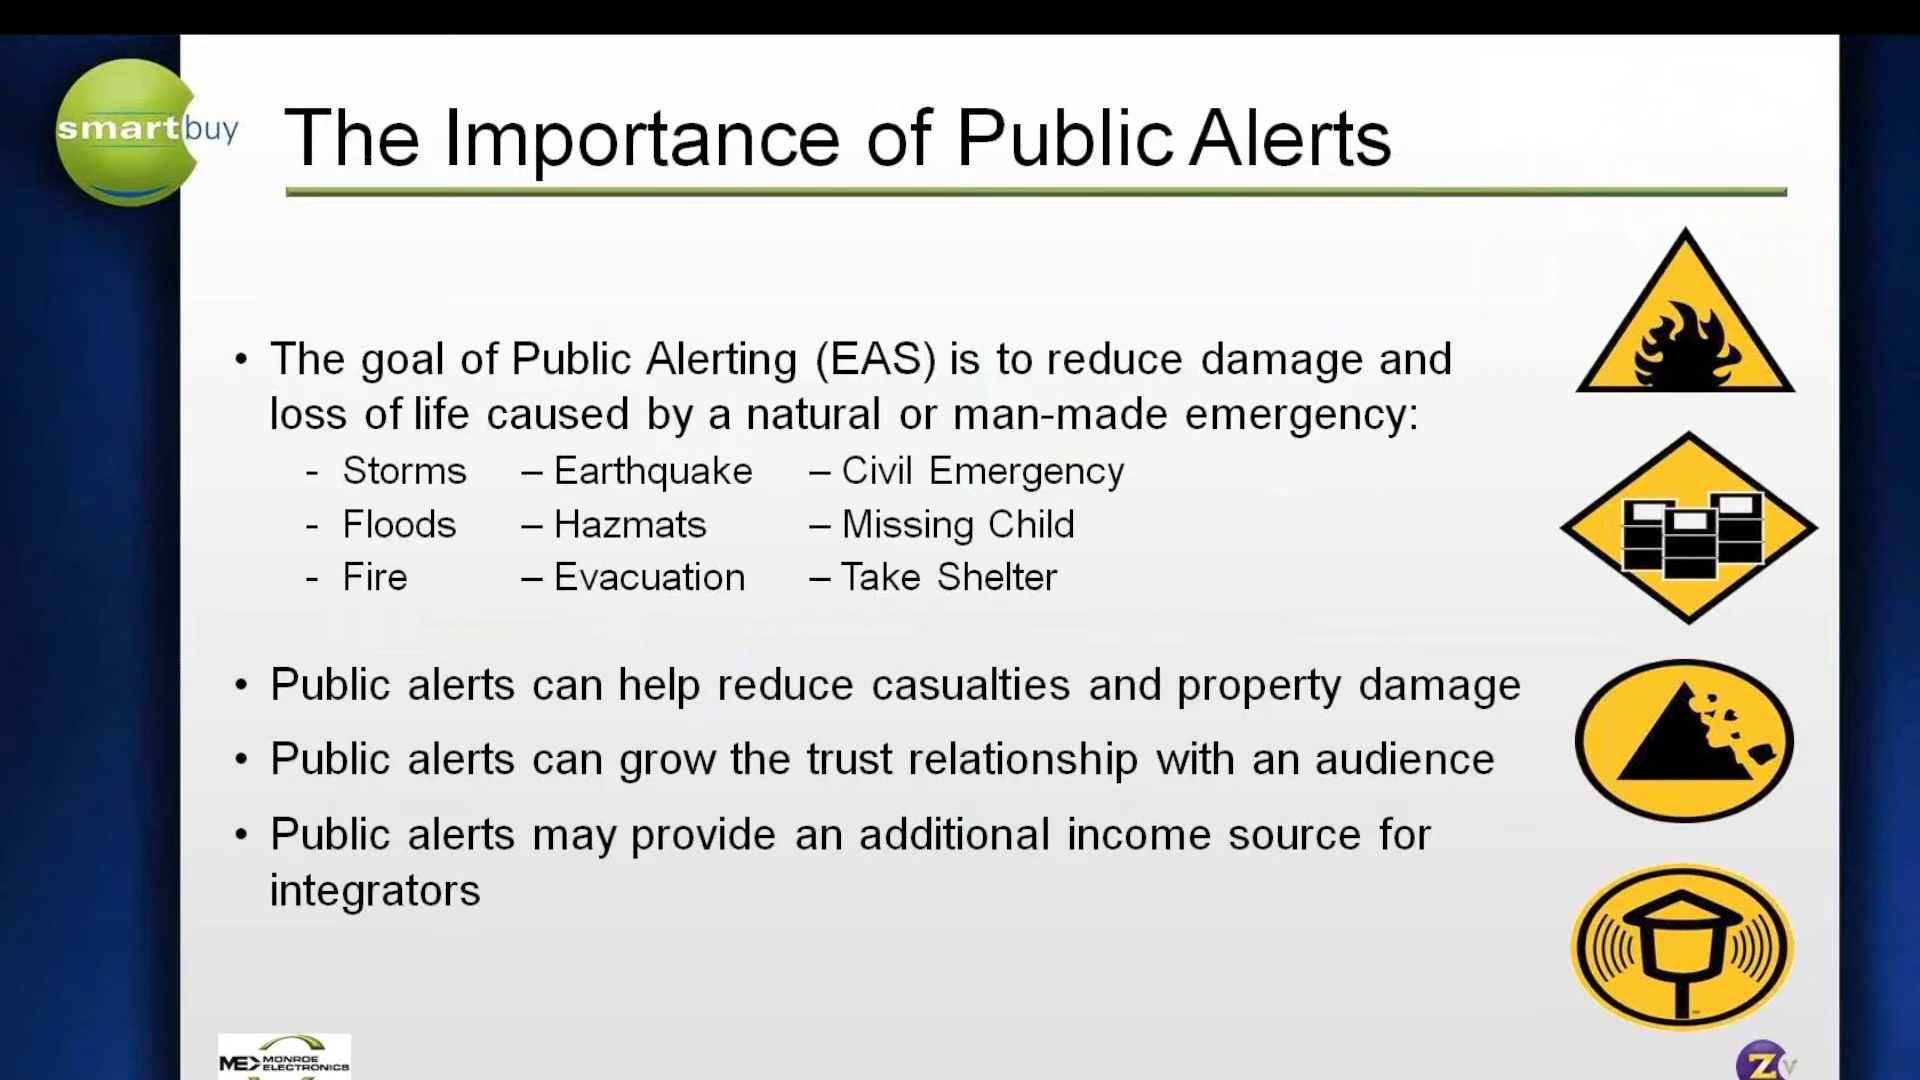 smartbuy
The Importance of Public Alerts
• The goal of Public Alerting (EAS) is to reduce damage and
loss of life caused by a natural or man-made emergency:
- Storms – Earthquake – Civil Emergency
- Floods – Hazmats – Missing Child
- Fire – Evacuation – Take Shelter
• Public alerts can help reduce casualties and property damage
• Public alerts can grow the trust relationship with an audience
• Public alerts may provide an additional income source for
integrators
ME MONROE
ELECTRONICS
Zv